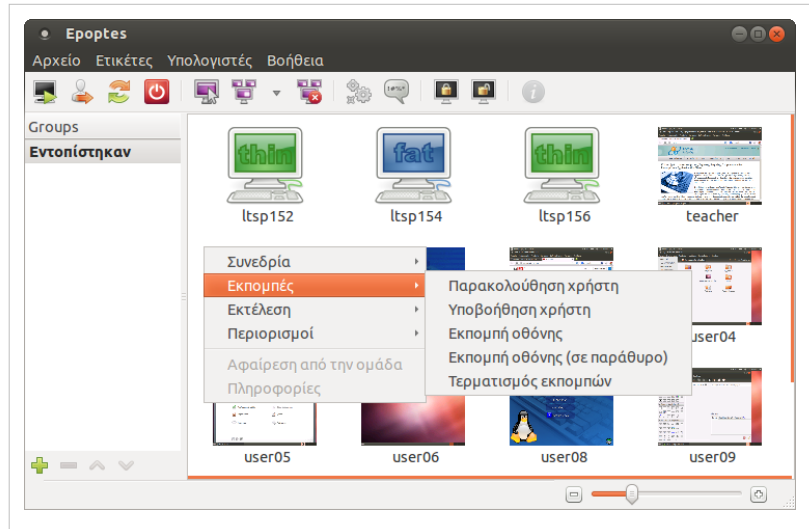 Epoptes
Αρχείο Ετικέτες Υπολογιστές Βοήθεια
Groups
Εντοπίστηκαν
thin
fat
thin
ltsp152
ltsp154
ltsp156
teacher
Συνεδρία
Εκπομπές
Εκτέλεση
Περιορισμοί
Αφαίρεση από την ομάδα
Πληροφορίες
Παρακολούθηση χρήστη
Υποβοήθηση χρήστη
Εκπομπή οθόνης
Εκπομπή οθόνης (σε παράθυρο)
Τερματισμός εκπομπών
user04
user05
user06
user08
user09